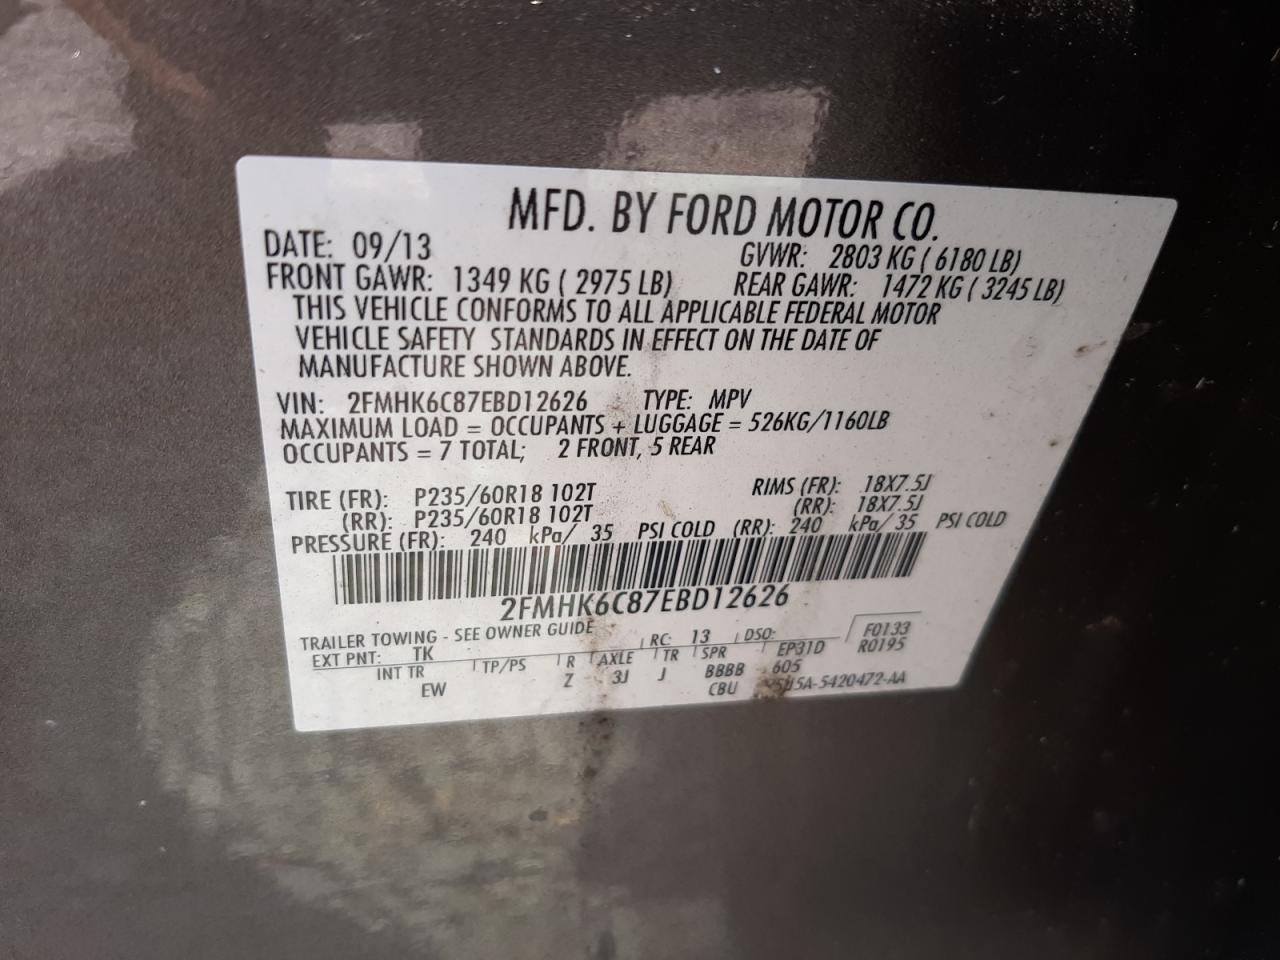 MFD. BY FORD MOTOR CO.
DATE: 09/13
GVWR: 2803 KG ( 6180 LB)
FRONT GAWR: 1349 KG ( 2975 LB)
REAR GAWR: 1472 KG ( 3245 LB)
THIS VEHICLE CONFORMS TO ALL APPLICABLE FEDERAL MOTOR
VEHICLE SAFETY STANDARDS IN EFFECT ON THE DATE OF
MANUFACTURE SHOWN ABOVE.
VIN: 2FMHK6C87EBD12626 TYPE: MPV
MAXIMUM LOAD = OCCUPANTS + LUGGAGE = 526KG/1160LB
OCCUPANTS = 7 TOTAL; 2 FRONT, 5 REAR
TIRE (FR): P235/60R18 102T RIMS (FR): 18X7.5J
(RR): P235/60R18 102T (RR): 18X7.5J
PRESSURE (FR): 240 kPa/ 35 PSI COLD (RR): 240 kPa/ 35 PSI COLD
2FMHK6C87EBD12626
TRAILER TOWING - SEE OWNER GUIDE
EXT PNT: TK RC: 13 DSO: F0133
R0195
INT TR TP/PS R AXLE TR SPR EP31D
EW Z 3J J BBBB 605
CBU 5A-5420472-AA